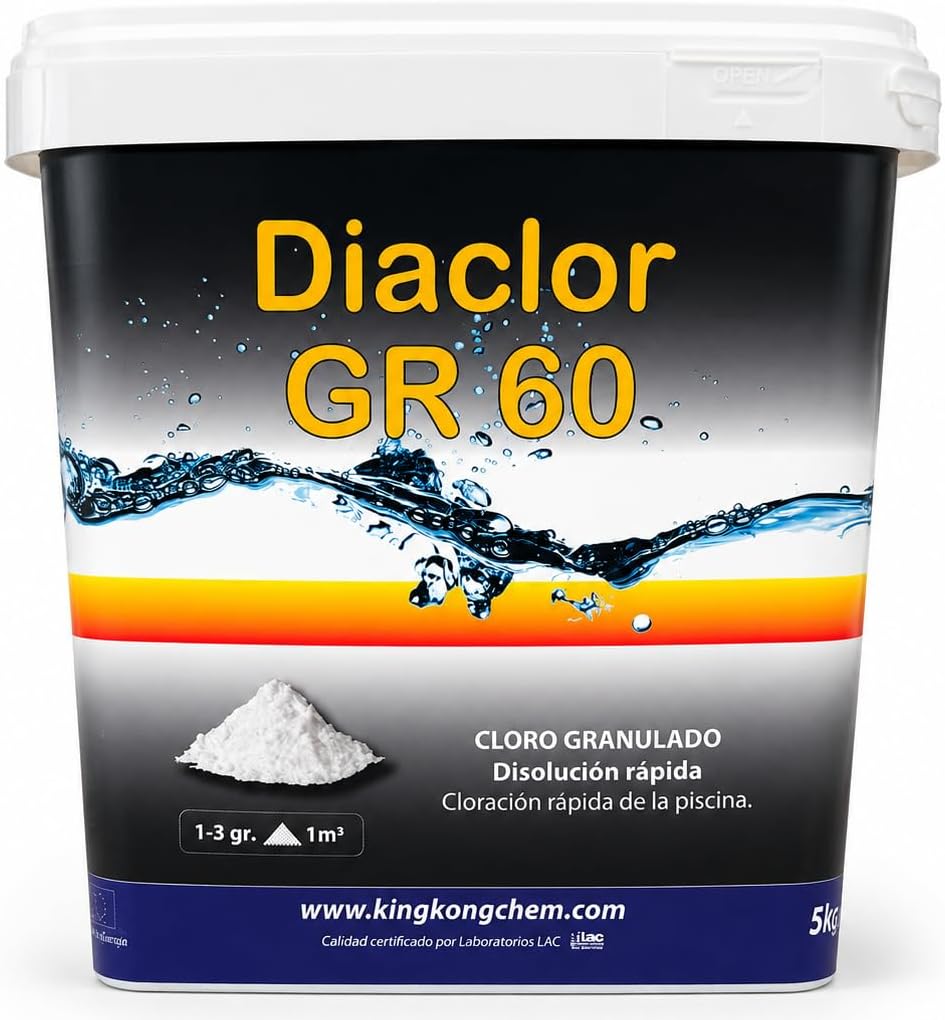 OPEN
Diaclor
GR 60
CLORO GRANULADO
Disolución rápida
Cloración rápida de la piscina.
1-3 gr. 1m³
www.kingkongchem.com
5kg
Calidad certificado por Laboratorios LAC
ilac